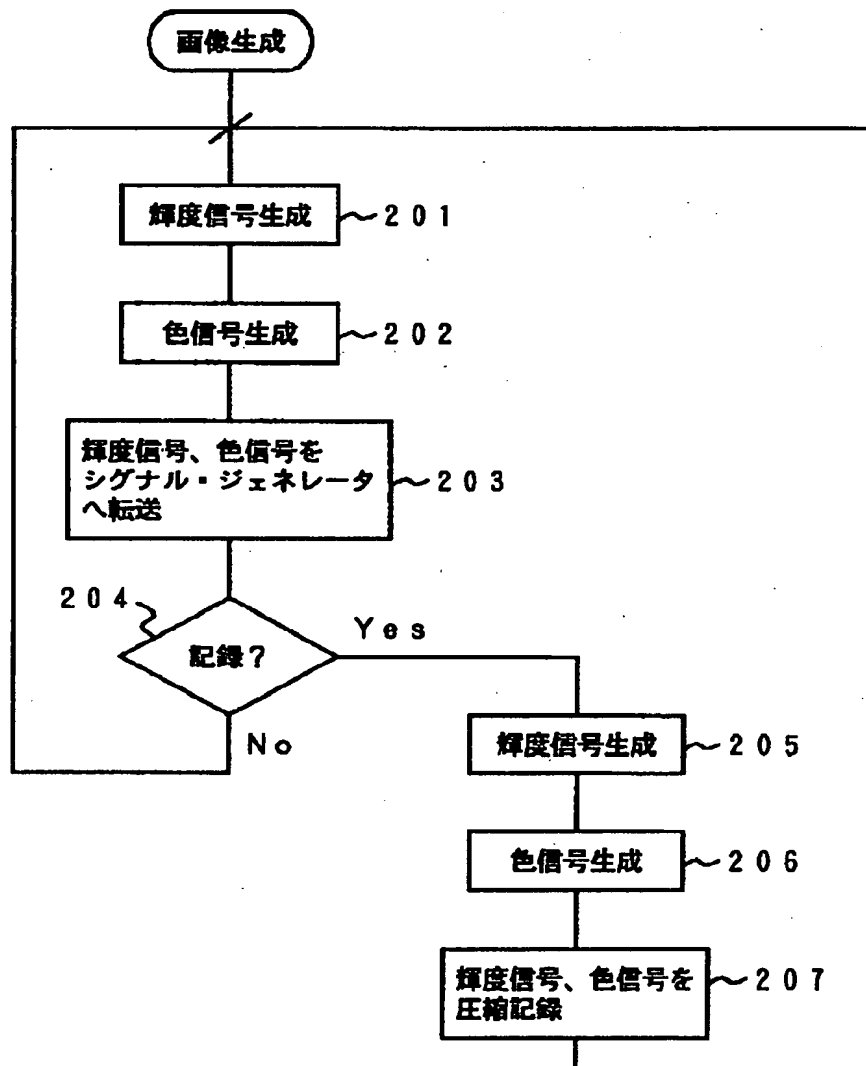 画像生成
輝度信号生成
201
色信号生成
202
輝度信号、色信号を
シグナル・ジェネレータ
へ転送
203
204
記録?
Yes
No
輝度信号生成
205
色信号生成
206
輝度信号、色信号を
圧縮記録
207